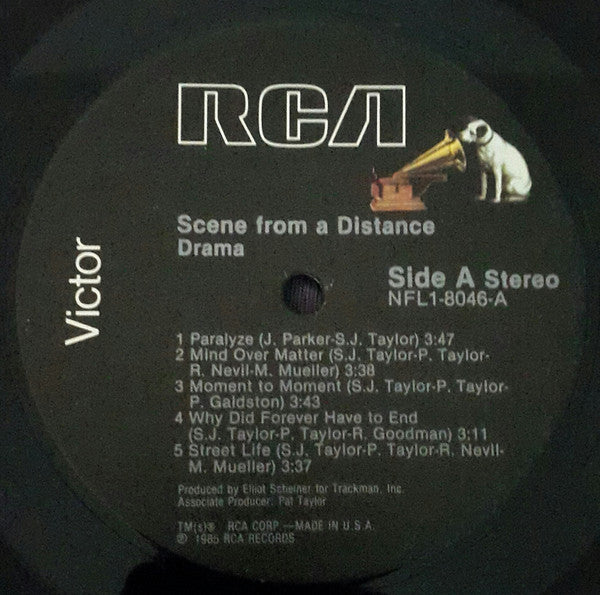 RCA
Victor
Scene from a Distance
Drama
Side A Stereo
NFL1-8046-A
1 Paralyze (J. Parker-S.J. Taylor) 3:47
2 Mind Over Matter (S.J. Taylor-P. Taylor-
R. Nevil-M. Mueller) 3:38
3 Moment to Moment (S.J. Taylor-P. Taylor-
P. Galdston) 3:43
4 Why Did Forever Have to End
(S.J. Taylor-P. Taylor-R. Goodman) 3:11
5 Street Life (S.J. Taylor-P. Taylor-R. Nevil-
M. Mueller) 3:37
Produced by Elliot Scheiner for Trackman, Inc.
Associate Producer: Pat Taylor
TM(s)® RCA CORP.—MADE IN U.S.A.
℗ 1985 RCA RECORDS